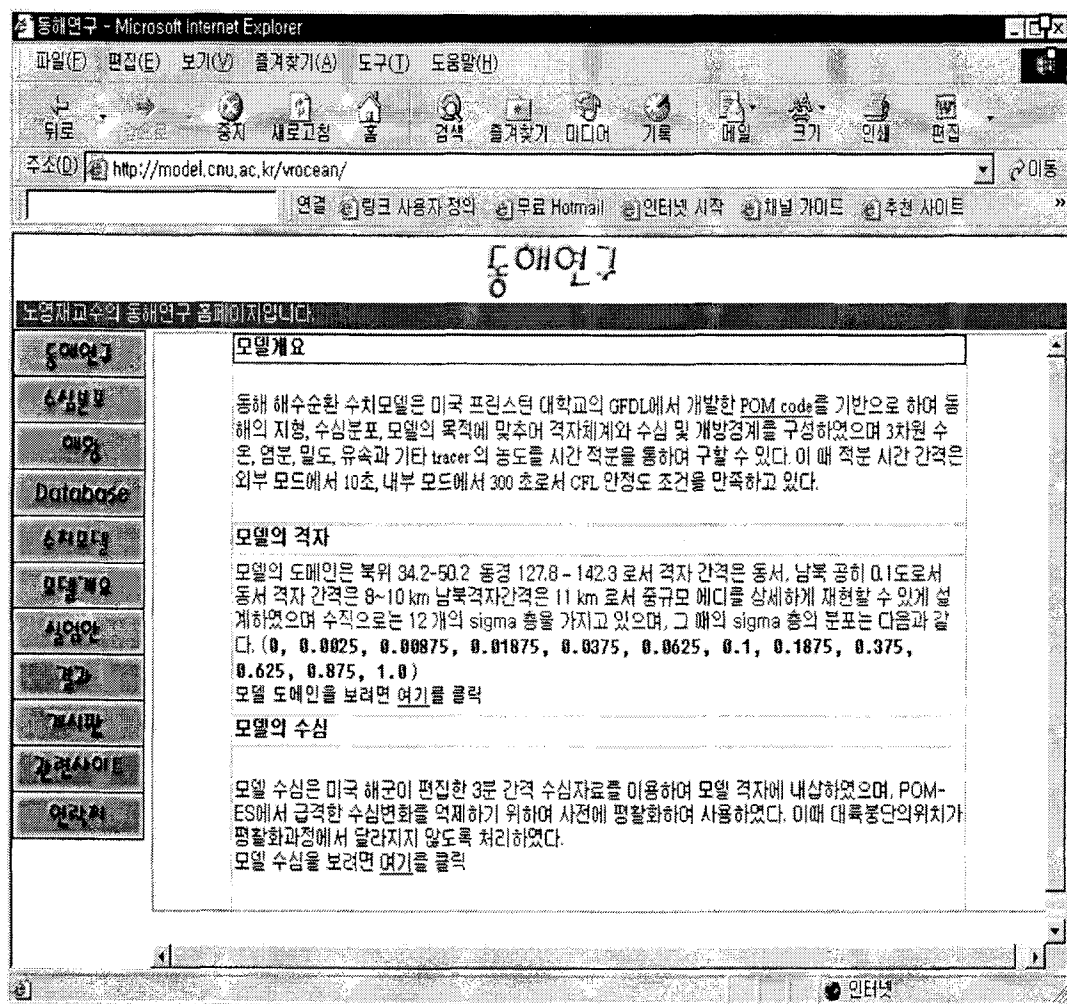 동해연구 - Microsoft Internet Explorer
파일(F) 편집(E) 보기(V) 즐겨찾기(A) 도구(T) 도움말(H)
뒤로 중지 새로고침 홈 검색 즐겨찾기 미디어 기록 메일 크기 인쇄 편집
주소(D) http://model.cnu.ac.kr/vrocean/ 이동
연결 링크 사용자 정의 무료 Hotmail 인터넷 시작 채널 가이드 추천 사이트 »
동해연구
노영재교수의 동해연구 홈페이지입니다.
동해연구
수심분포
해양
Database
수치모델
모델개요
실험안
결과
게시판
관련사이트
연락처
모델개요
동해 해수순환 수치모델은 미국 프린스턴 대학교의 GFDL에서 개발한 POM code를 기반으로 하여 동
해의 지형, 수심분포, 모델의 목적에 맞추어 격자체계와 수심 및 개방경계를 구성하였으며 3차원 수
온, 염분, 밀도, 유속과 기타 tracer 의 농도를 시간 적분을 통하여 구할 수 있다. 이 때 적분 시간 간격은
외부 모드에서 10초, 내부 모드에서 300 초로서 CFL 안정도 조건을 만족하고 있다.
모델의 격자
모델의 도메인은 북위 34.2-50.2 동경 127.8 - 142.3 로서 격자 간격은 동서, 남북 공히 0.1도로서
동서 격자 간격은 8~10 km 남북격자간격은 11 km 로서 중규모 에디를 상세하게 재현할 수 있게 설
계하였으며 수직으로는 12 개의 sigma 층을 가지고 있으며, 그 때의 sigma 층의 분포는 다음과 같
다. (0, 0.0025, 0.00875, 0.01875, 0.0375, 0.0625, 0.1, 0.1875, 0.375,
0.625, 0.875, 1.0)
모델 도메인을 보려면 여기를 클릭
모델의 수심
모델 수심은 미국 해군이 편집한 3분 간격 수심자료를 이용하여 모델 격자에 내삽하였으며, POM-
ES에서 급격한 수심변화를 억제하기 위하여 사전에 평활화하여 사용하였다. 이때 대륙붕단의위치가
평활화과정에서 달라지지 않도록 처리하였다.
모델 수심을 보려면 여기를 클릭
인터넷